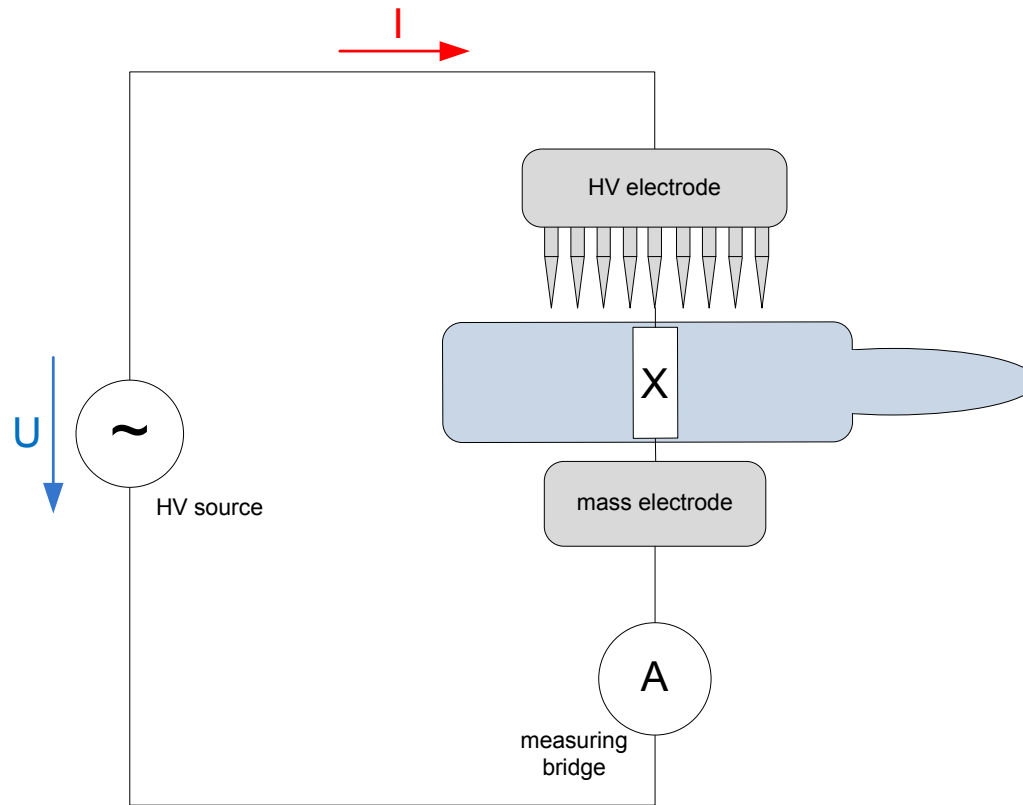 I
HV electrode
X
U
~
HV source
mass electrode
A
measuring
bridge